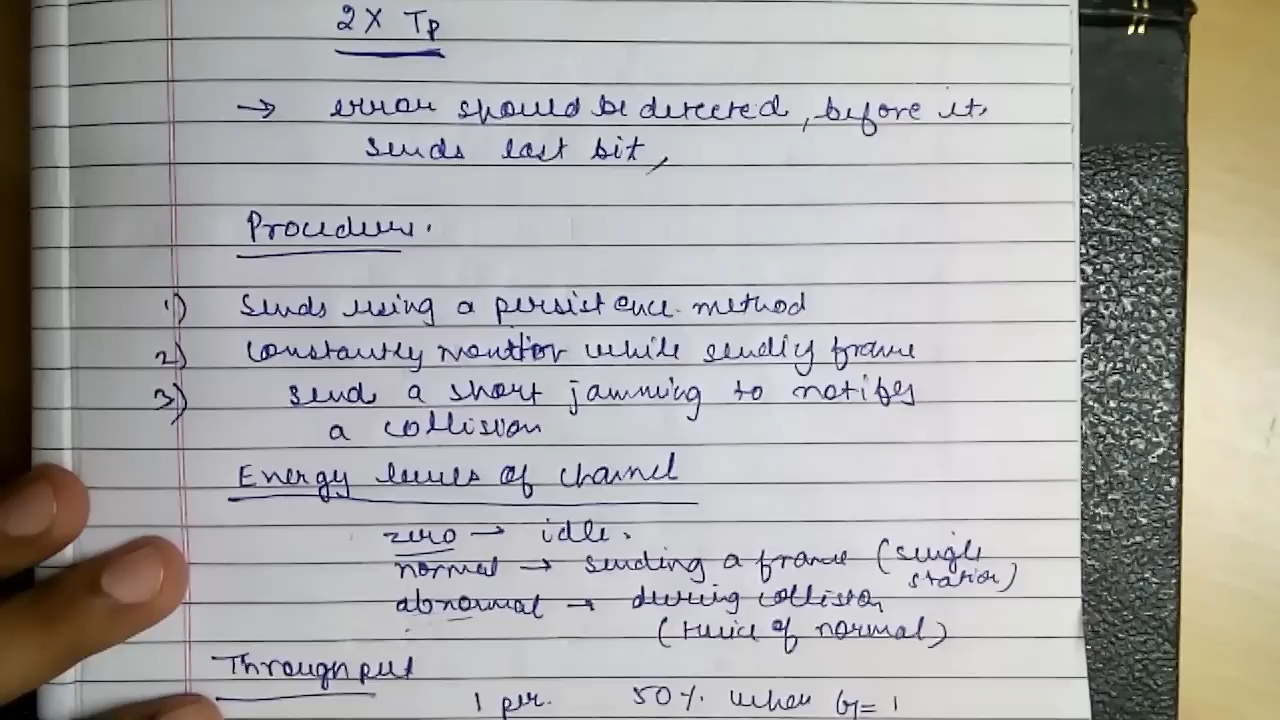 2 X Tp
→ error should be detected, before it
sends last bit,
Procedure.
1) Sends using a persistence method
2) Constantly monitor while sending frame
3) send a short jamming to notify
a collision
Energy levels of channel
zero → idle.
normal → sending a frame (single
station)
abnormal → during collision
(twice of normal)
Throughput
1 per. 50%. when G= 1